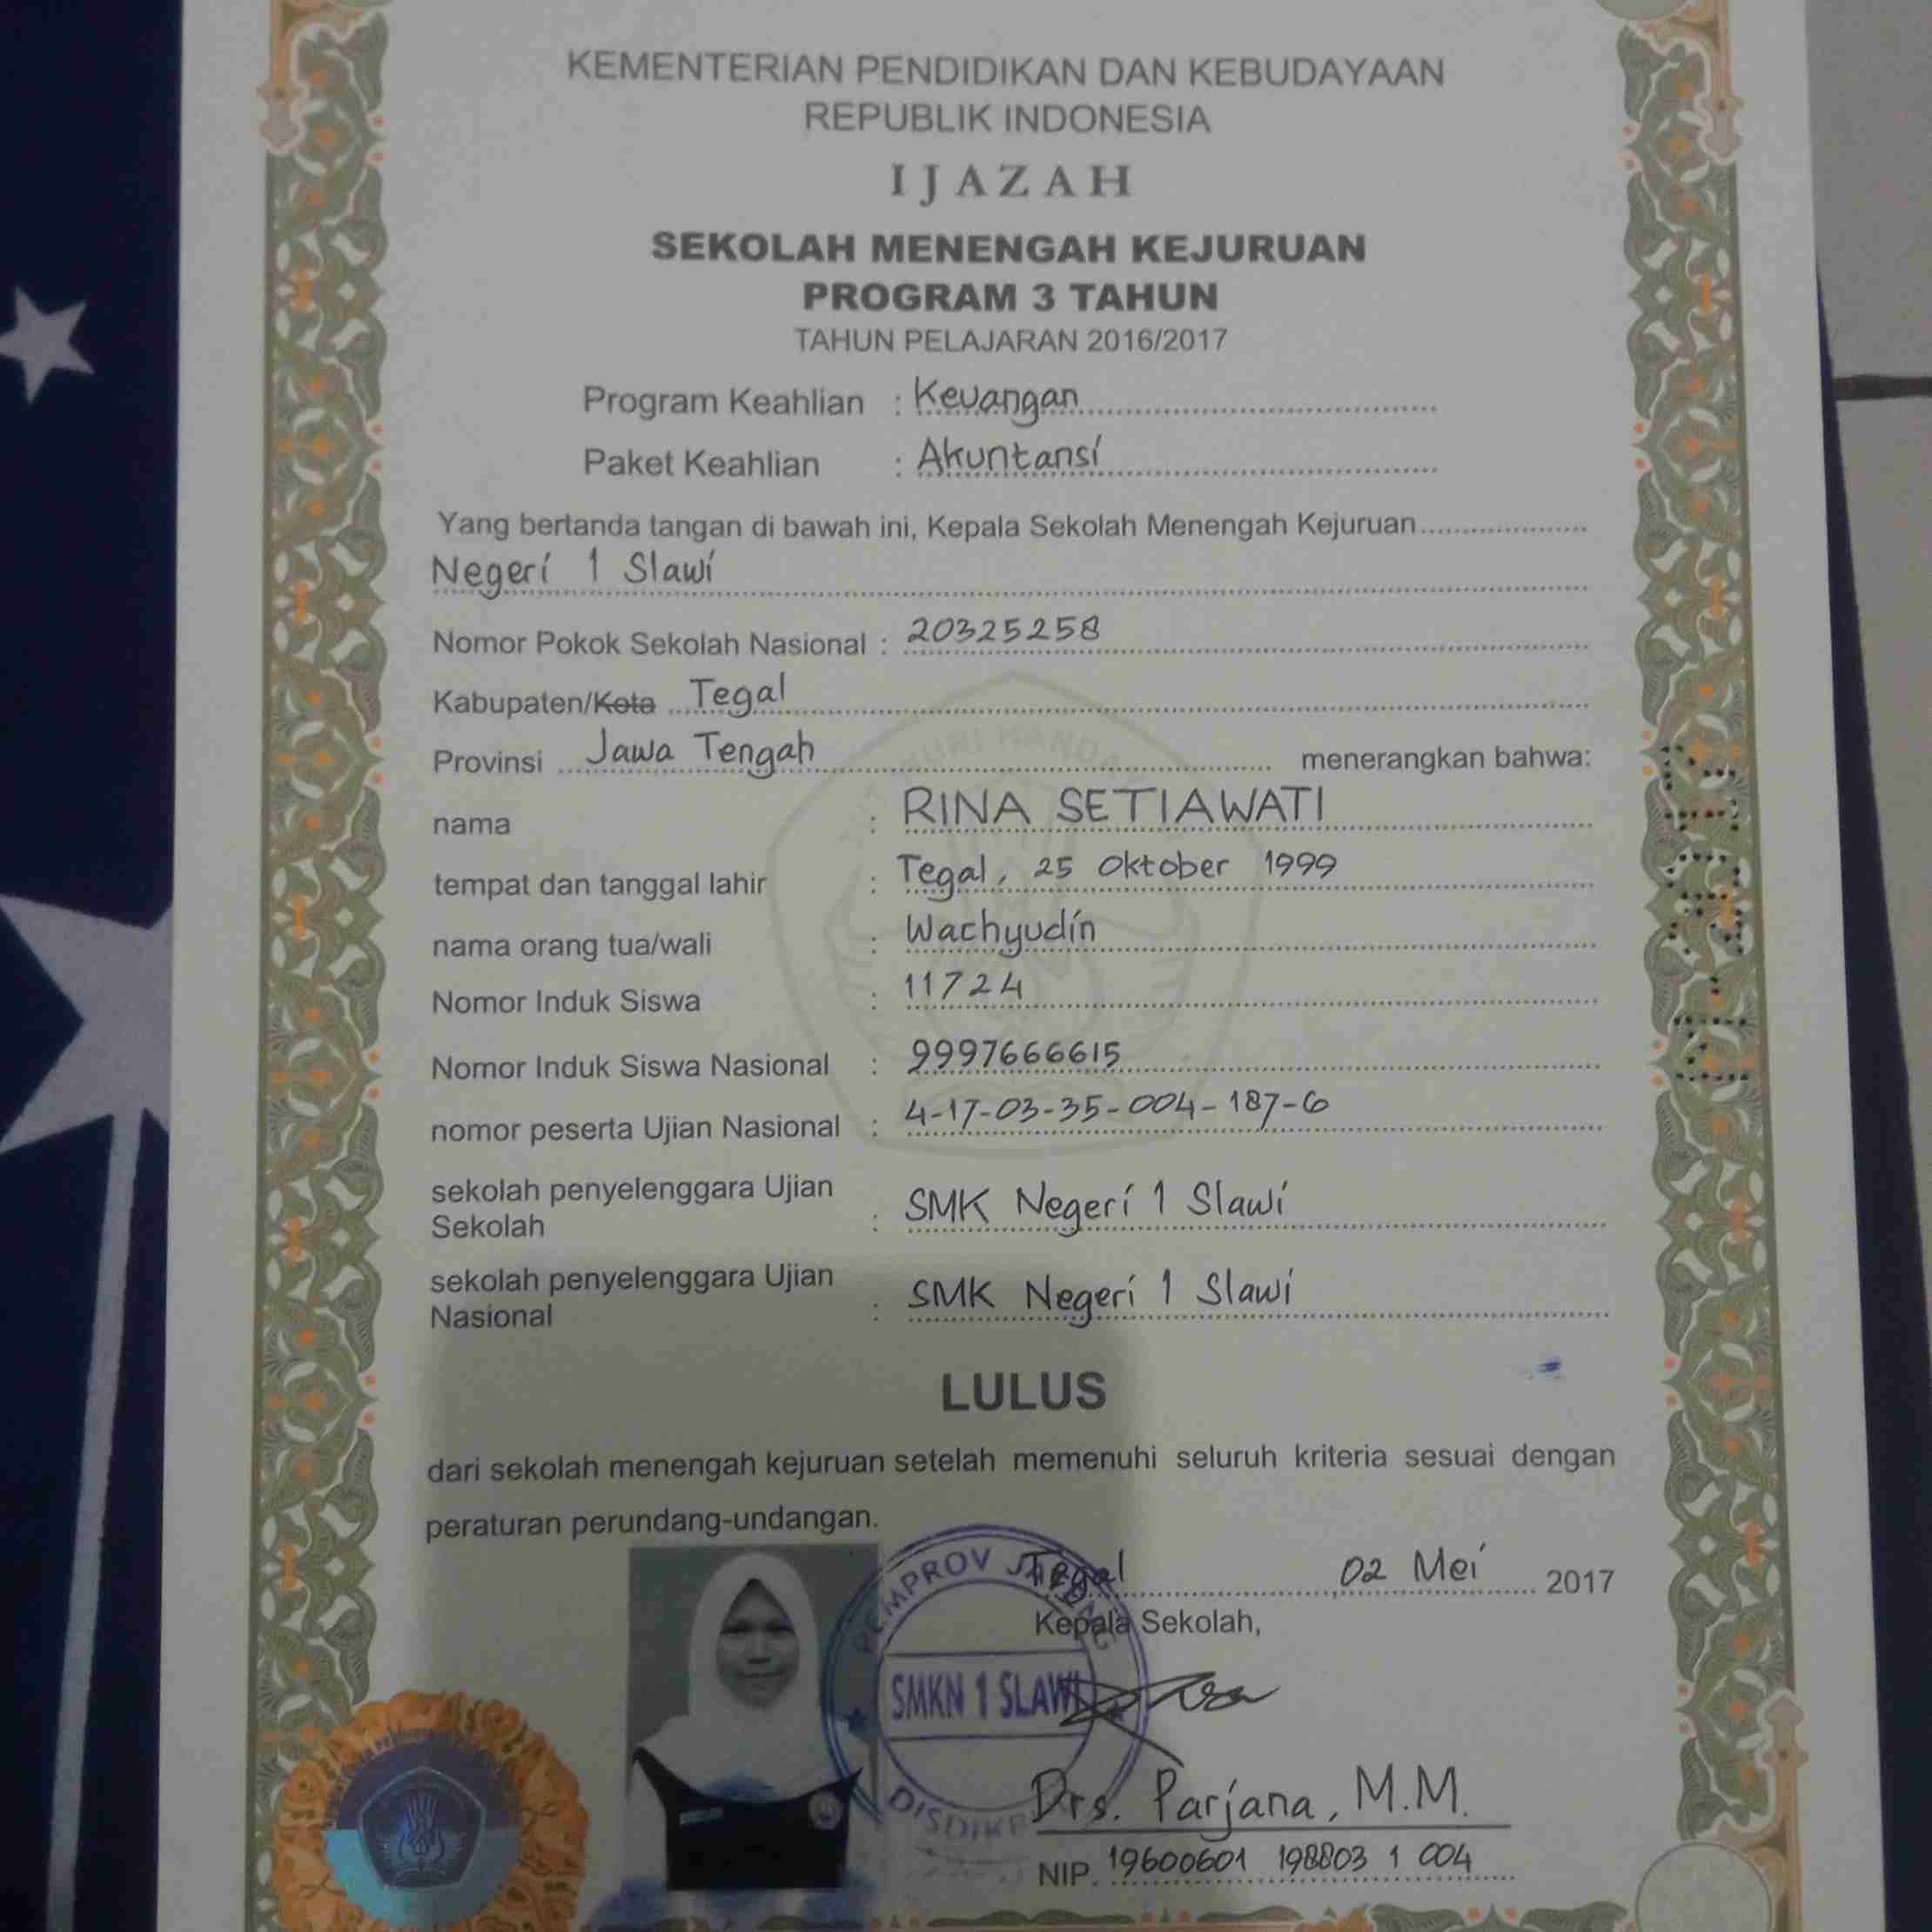 KEMENTERIAN PENDIDIKAN DAN KEBUDAYAAN
REPUBLIK INDONESIA
IJAZAH
SEKOLAH MENENGAH KEJURUAN
PROGRAM 3 TAHUN
TAHUN PELAJARAN 2016/2017
Program Keahlian : Keuangan
Paket Keahlian : Akuntansi
Yang bertanda tangan di bawah ini, Kepala Sekolah Menengah Kejuruan
Negeri 1 Slawi
Nomor Pokok Sekolah Nasional : 20325258
Kabupaten/Kota Tegal
Provinsi Jawa Tengah menerangkan bahwa:
nama : RINA SETIAWATI
tempat dan tanggal lahir : Tegal, 25 Oktober 1999
nama orang tua/wali : Wachyudin
Nomor Induk Siswa : 11724
Nomor Induk Siswa Nasional : 9997666615
nomor peserta Ujian Nasional : 4-17-03-35-004-187-6
sekolah penyelenggara Ujian
Sekolah : SMK Negeri 1 Slawi
sekolah penyelenggara Ujian
Nasional : SMK Negeri 1 Slawi
LULUS
dari sekolah menengah kejuruan setelah memenuhi seluruh kriteria sesuai dengan
peraturan perundang-undangan.
Tegal, 02 Mei 2017
Kepala Sekolah,
PEMPROV
SMKN 1 SLAWI
Drs. Parjana, M.M.
NIP. 19600601 198803 1 004